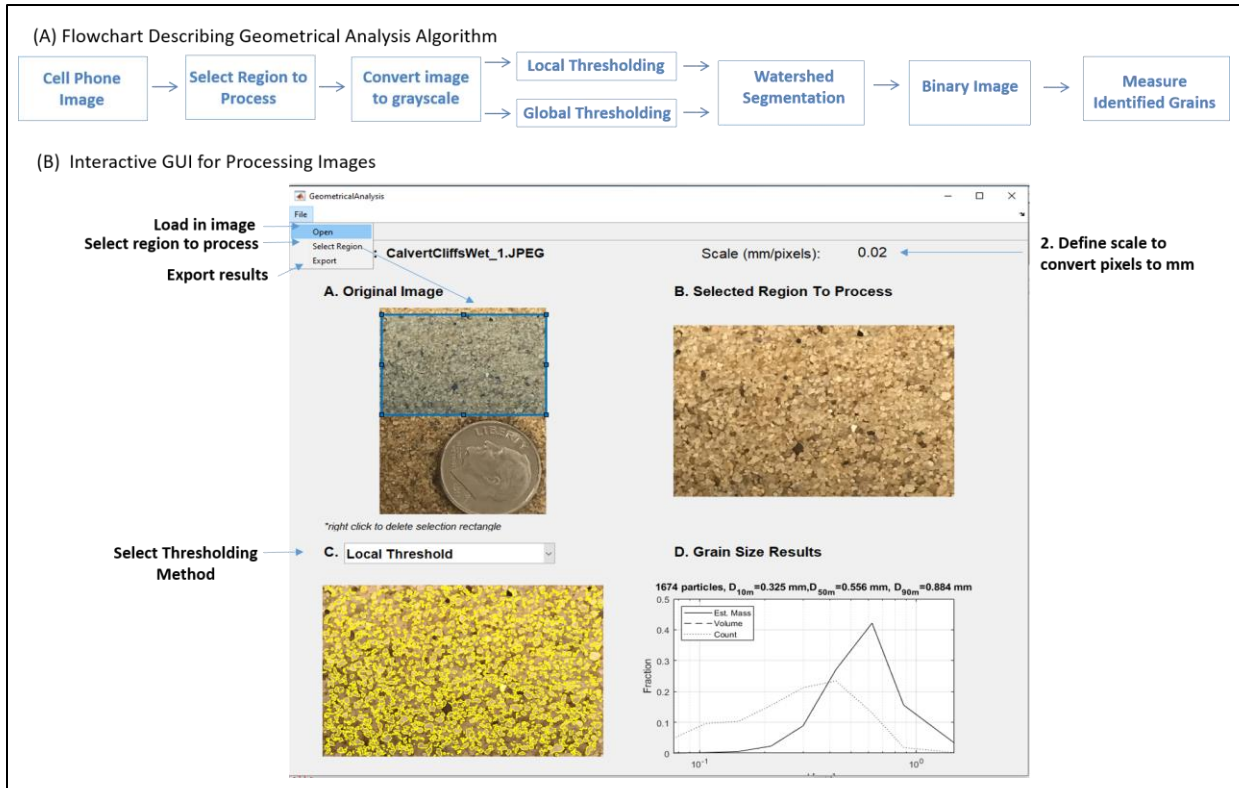 (A) Flowchart Describing Geometrical Analysis Algorithm
Cell Phone
Image
Select Region to
Process
Convert image
to grayscale
Local Thresholding
Global Thresholding
Watershed
Segmentation
Binary Image
Measure
Identified Grains
(B) Interactive GUI for Processing Images
GeometricalAnalysis
File
Load in image
Open
Select region to process
Select Region
Export results
Export
: CalvertCliffsWet_1.JPEG
Scale (mm/pixels): 0.02
2. Define scale to
convert pixels to mm
A. Original Image
B. Selected Region To Process
LIBERTY
*right click to delete selection rectangle
Select Thresholding
Method
C. Local Threshold
D. Grain Size Results
1674 particles, D10m=0.325 mm,D50m=0.556 mm, D90m=0.884 mm
Est. Mass
Volume
Count
Fraction
0.5
0.4
0.3
0.2
0.1
0
10-1
100